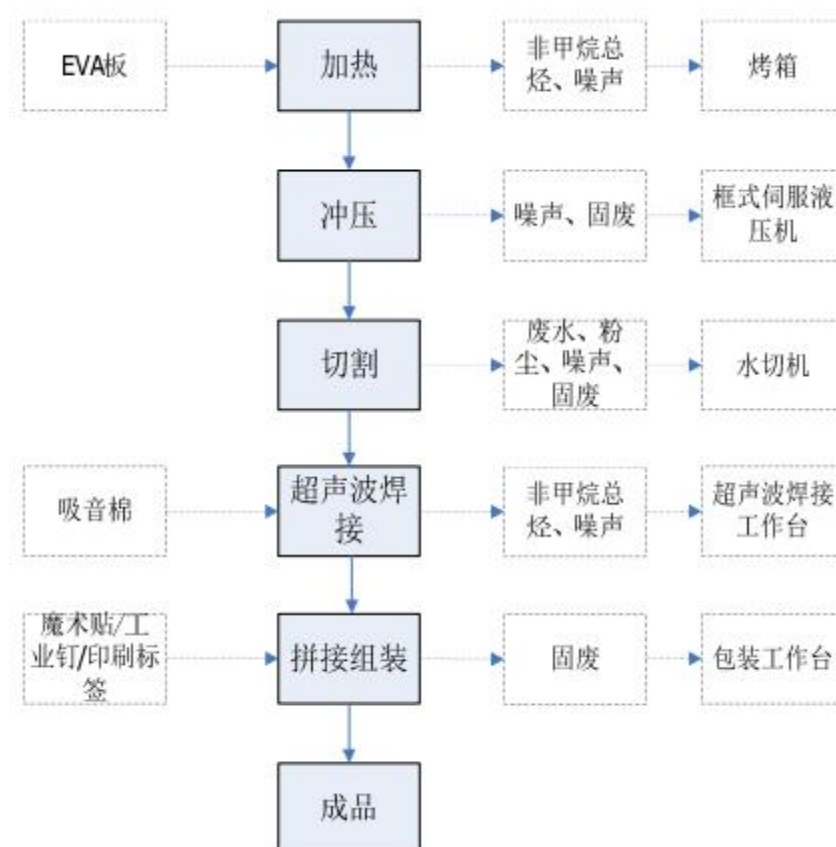 EVA板
加热
非甲烷总
烃、噪声
烤箱
冲压
噪声、固废
框式伺服液
压机
切割
废水、粉
尘、噪声、
固废
水切机
吸音棉
超声波焊
接
非甲烷总
烃、噪声
超声波焊接
工作台
魔术贴/工
业钉/印刷标
签
拼接组装
固废
包装工作台
成品